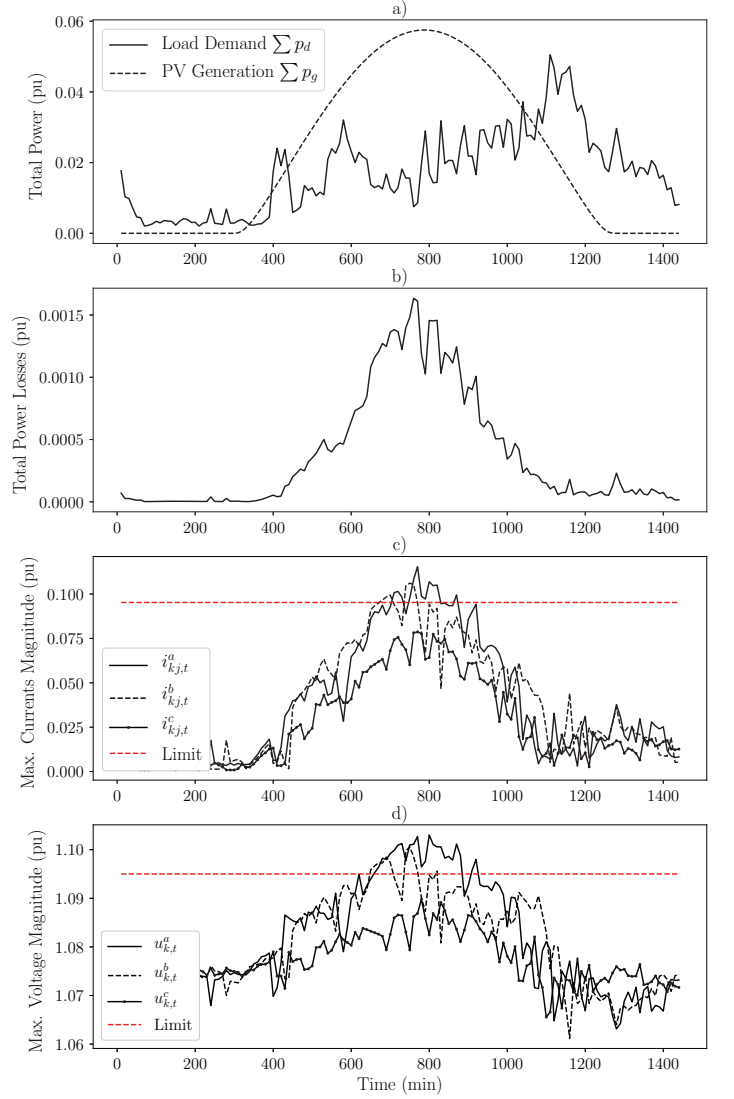 a)
Total Power (pu)
0.06
0.04
0.02
0.00
Load Demand ∑ p_d
PV Generation ∑ p_g
0 200 400 600 800 1000 1200 1400
b)
Total Power Losses (pu)
0.0015
0.0010
0.0005
0.0000
0 200 400 600 800 1000 1200 1400
c)
Max. Currents Magnitude (pu)
0.100
0.075
0.050
0.025
0.000
i^a_{kj,t}
i^b_{kj,t}
i^c_{kj,t}
Limit
0 200 400 600 800 1000 1200 1400
d)
Max. Voltage Magnitude (pu)
1.10
1.09
1.08
1.07
1.06
u^a_{k,t}
u^b_{k,t}
u^c_{k,t}
Limit
0 200 400 600 800 1000 1200 1400
Time (min)